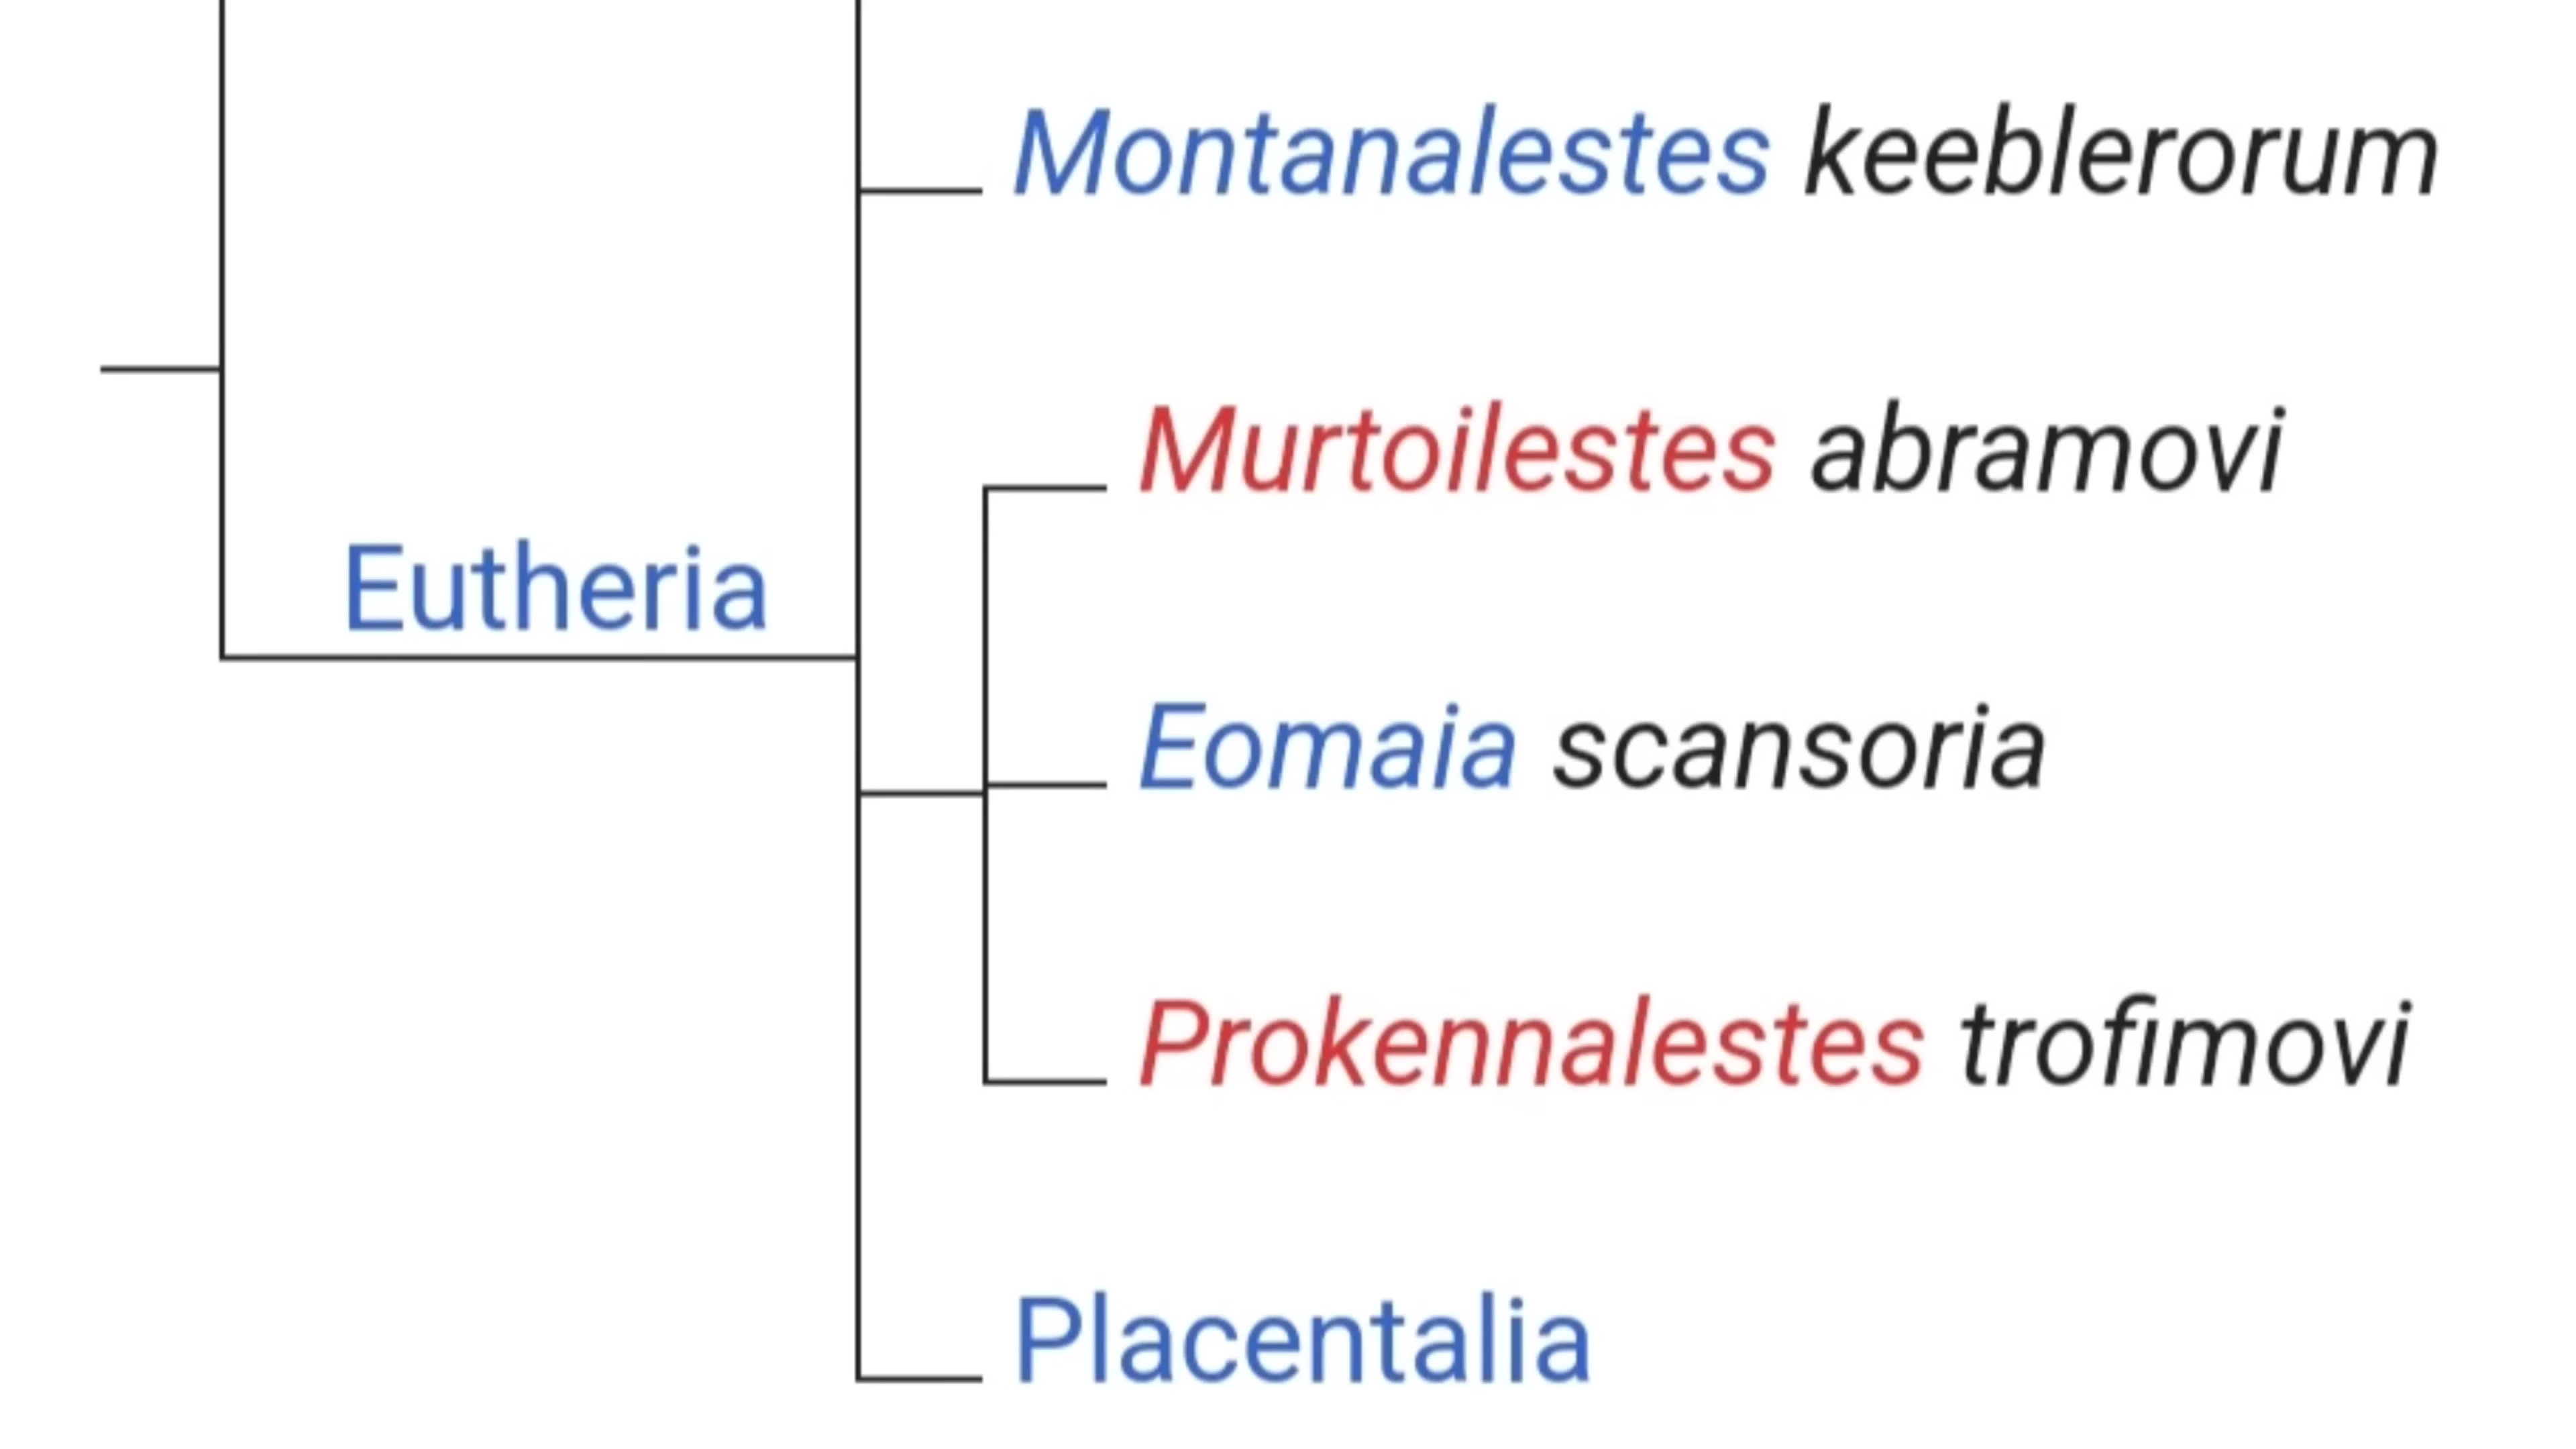 Montanalestes keeblerorum
Murtoilestes abramovi
Eutheria
Eomaia scansoria
Prokennalestes trofimovi
Placentalia